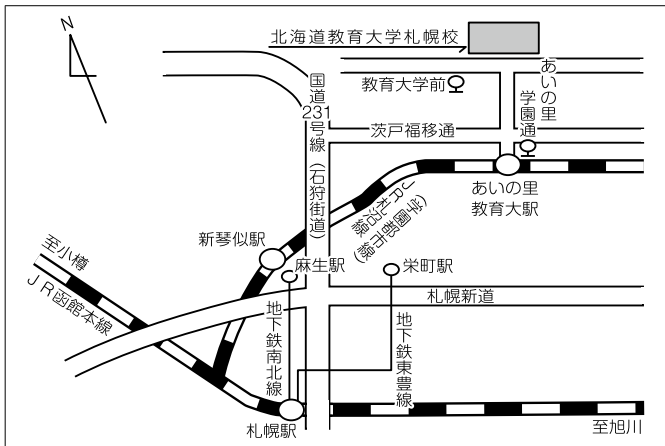 N
北海道教育大学札幌校
教育大学前
あいの里
学園通
国道231号線（石狩街道）
茨戸福移通
あいの里
教育大駅
JR札沼線
（学園都市線）
新琴似駅
麻生駅
栄町駅
至小樽
JR函館本線
札幌新道
地下鉄南北線
地下鉄東豊線
札幌駅
至旭川